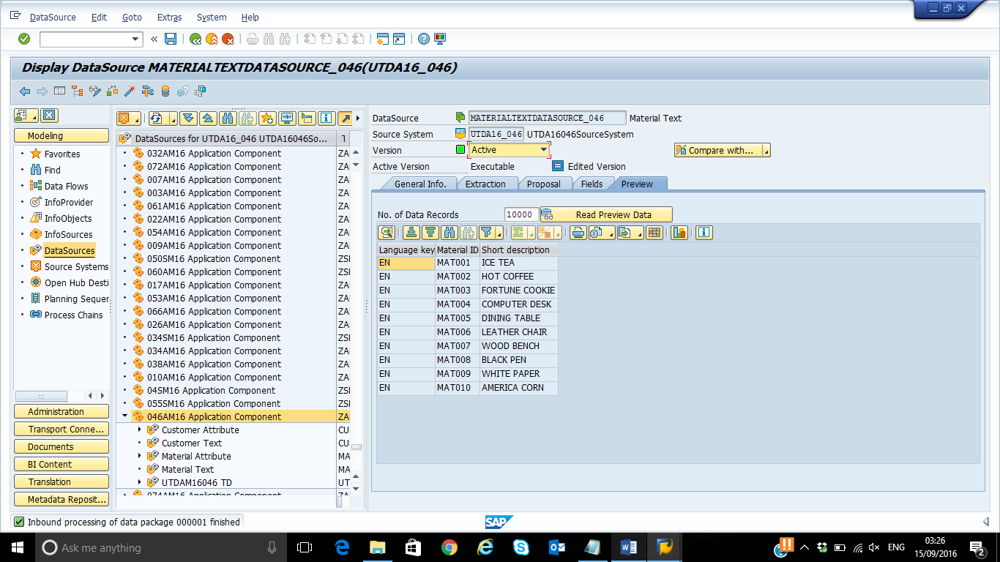 DataSource Edit Goto Extras System Help
Display DataSource MATERIALTEXTDATASOURCE_046(UTDA16_046)
Modeling
Favorites
Find
Data Flows
InfoProvider
InfoObjects
InfoSources
DataSources
Source Systems
Open Hub Desti
Planning Sequer
Process Chains
Administration
Transport Conne...
Documents
BI Content
Translation
Metadata Reposit...
DataSources for UTDA16_046 UTDA16046So... T
032AM16 Application Component ZA
072AM16 Application Component ZA
007AM16 Application Component ZA
003AM16 Application Component ZA
061AM16 Application Component ZA
022AM16 Application Component ZA
054AM16 Application Component ZA
009AM16 Application Component ZA
050SM16 Application Component ZS
060AM16 Application Component ZA
017AM16 Application Component ZA
053AM16 Application Component ZA
066AM16 Application Component ZA
026AM16 Application Component ZA
034SM16 Application Component ZS
034AM16 Application Component ZA
038AM16 Application Component ZA
010AM16 Application Component ZA
04SM16 Application Component ZS
055SM16 Application Component ZS
046AM16 Application Component ZA
Customer Attribute CU
Customer Text CU
Material Attribute MA
Material Text MA
UTDAM16046 TD UT
074AM16 Application Component ZA
DataSource MATERIALTEXTDATASOURCE_046 Material Text
Source System UTDA16_046 UTDA16046SourceSystem
Version Active Compare with...
Active Version Executable Edited Version
General Info. Extraction Proposal Fields Preview
No. of Data Records 10000 Read Preview Data
Language key Material ID Short description
EN MAT001 ICE TEA
EN MAT002 HOT COFFEE
EN MAT003 FORTUNE COOKIE
EN MAT004 COMPUTER DESK
EN MAT005 DINING TABLE
EN MAT006 LEATHER CHAIR
EN MAT007 WOOD BENCH
EN MAT008 BLACK PEN
EN MAT009 WHITE PAPER
EN MAT010 AMERICA CORN
Inbound processing of data package 000001 finished
SAP
Ask me anything
ENG
03:26
15/09/2016
2